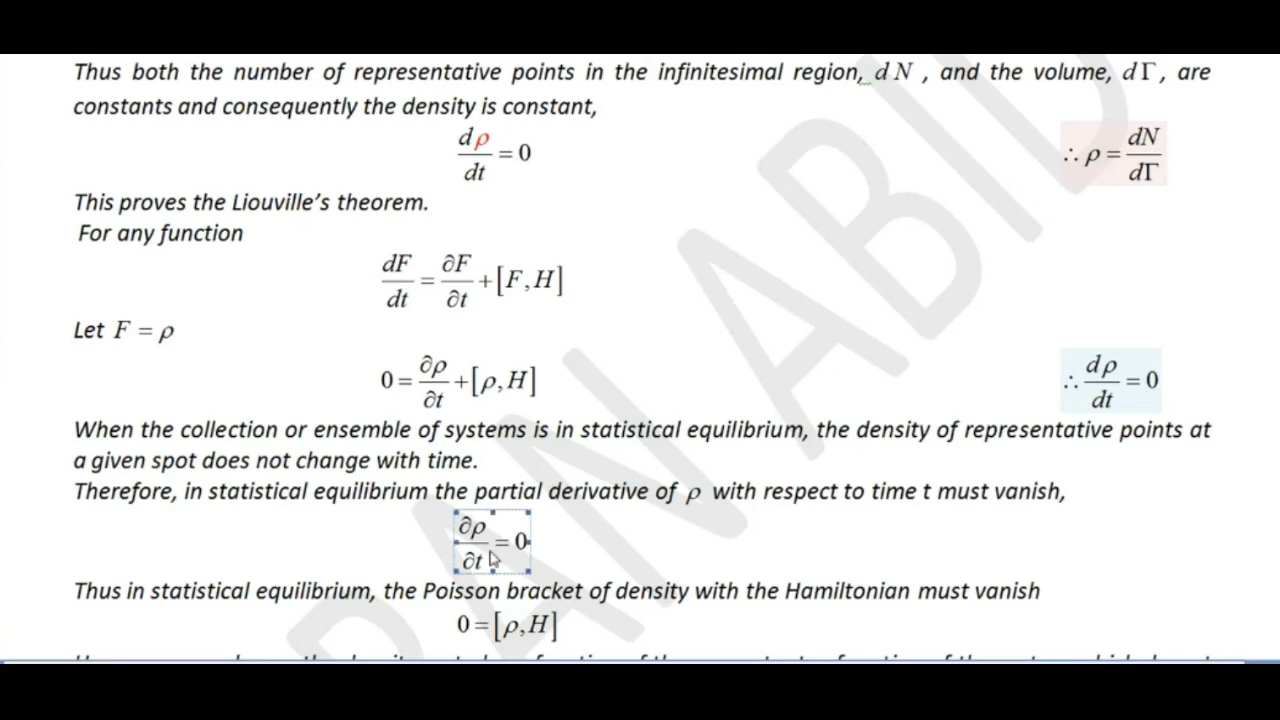 Thus both the number of representative points in the infinitesimal region, dN , and the volume, dΓ, are
constants and consequently the density is constant,
dρ/dt = 0
∴ ρ = dN/dΓ
This proves the Liouville's theorem.
For any function
dF/dt = ∂F/∂t + [F, H]
Let F = ρ
0 = ∂ρ/∂t + [ρ, H]
∴ dρ/dt = 0
When the collection or ensemble of systems is in statistical equilibrium, the density of representative points at
a given spot does not change with time.
Therefore, in statistical equilibrium the partial derivative of ρ with respect to time t must vanish,
∂ρ/∂t = 0
Thus in statistical equilibrium, the Poisson bracket of density with the Hamiltonian must vanish
0 = [ρ, H]
PAN ABID